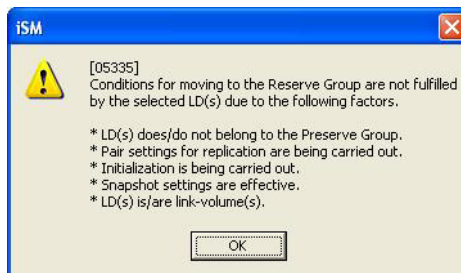 iSM
[05335]
Conditions for moving to the Reserve Group are not fulfilled
by the selected LD(s) due to the following factors.
* LD(s) does/do not belong to the Preserve Group.
* Pair settings for replication are being carried out.
* Initialization is being carried out.
* Snapshot settings are effective.
* LD(s) is/are link-volume(s).
OK